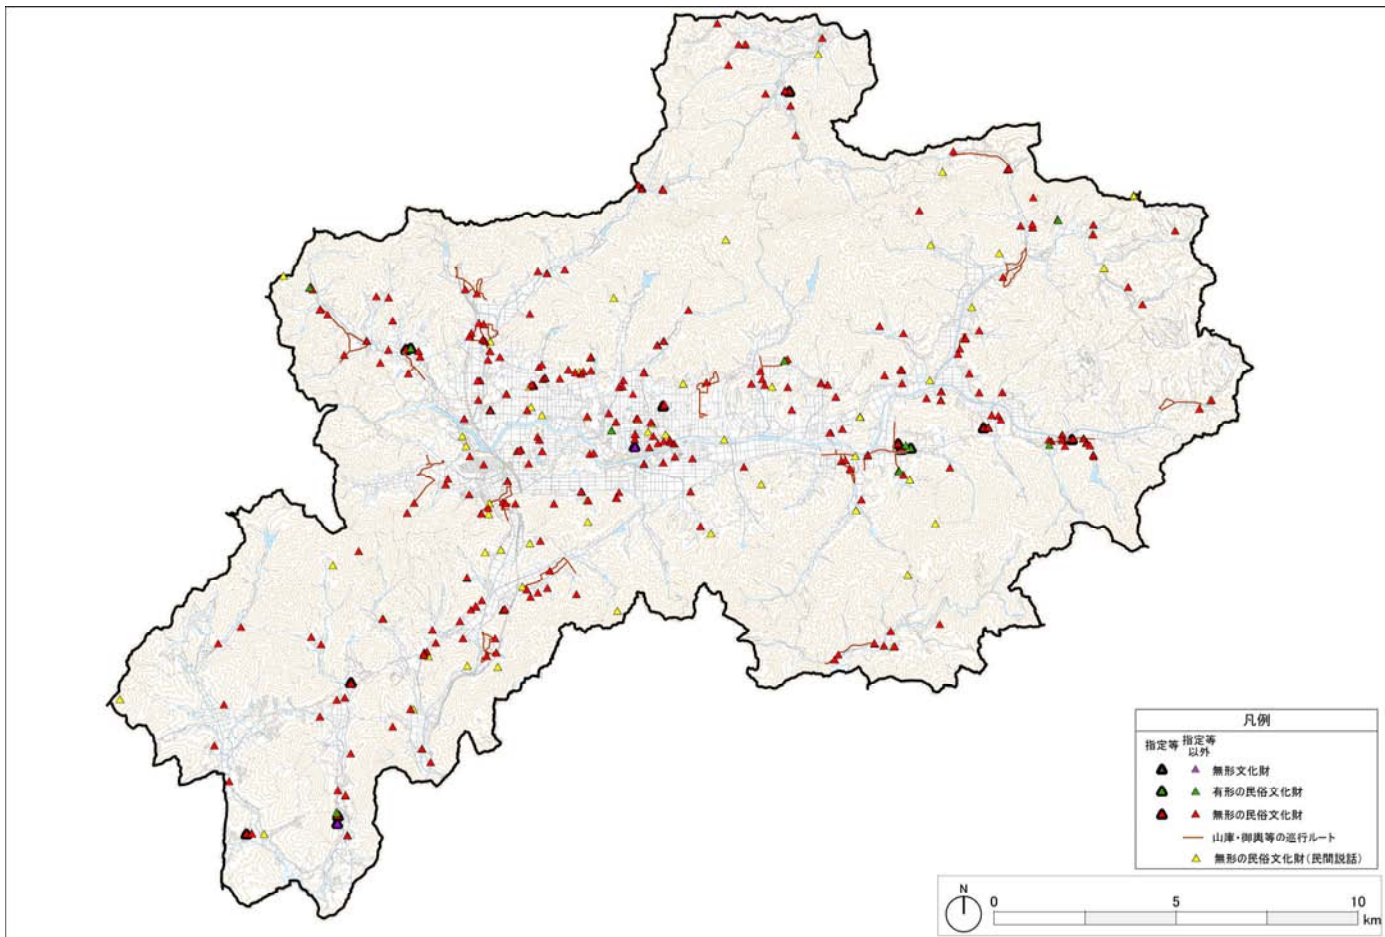 凡例
指定等 指定等以外
無形文化財
有形の民俗文化財
無形の民俗文化財
山車・御輿等の巡行ルート
無形の民俗文化財(民間説話)
N
0 5 10
km